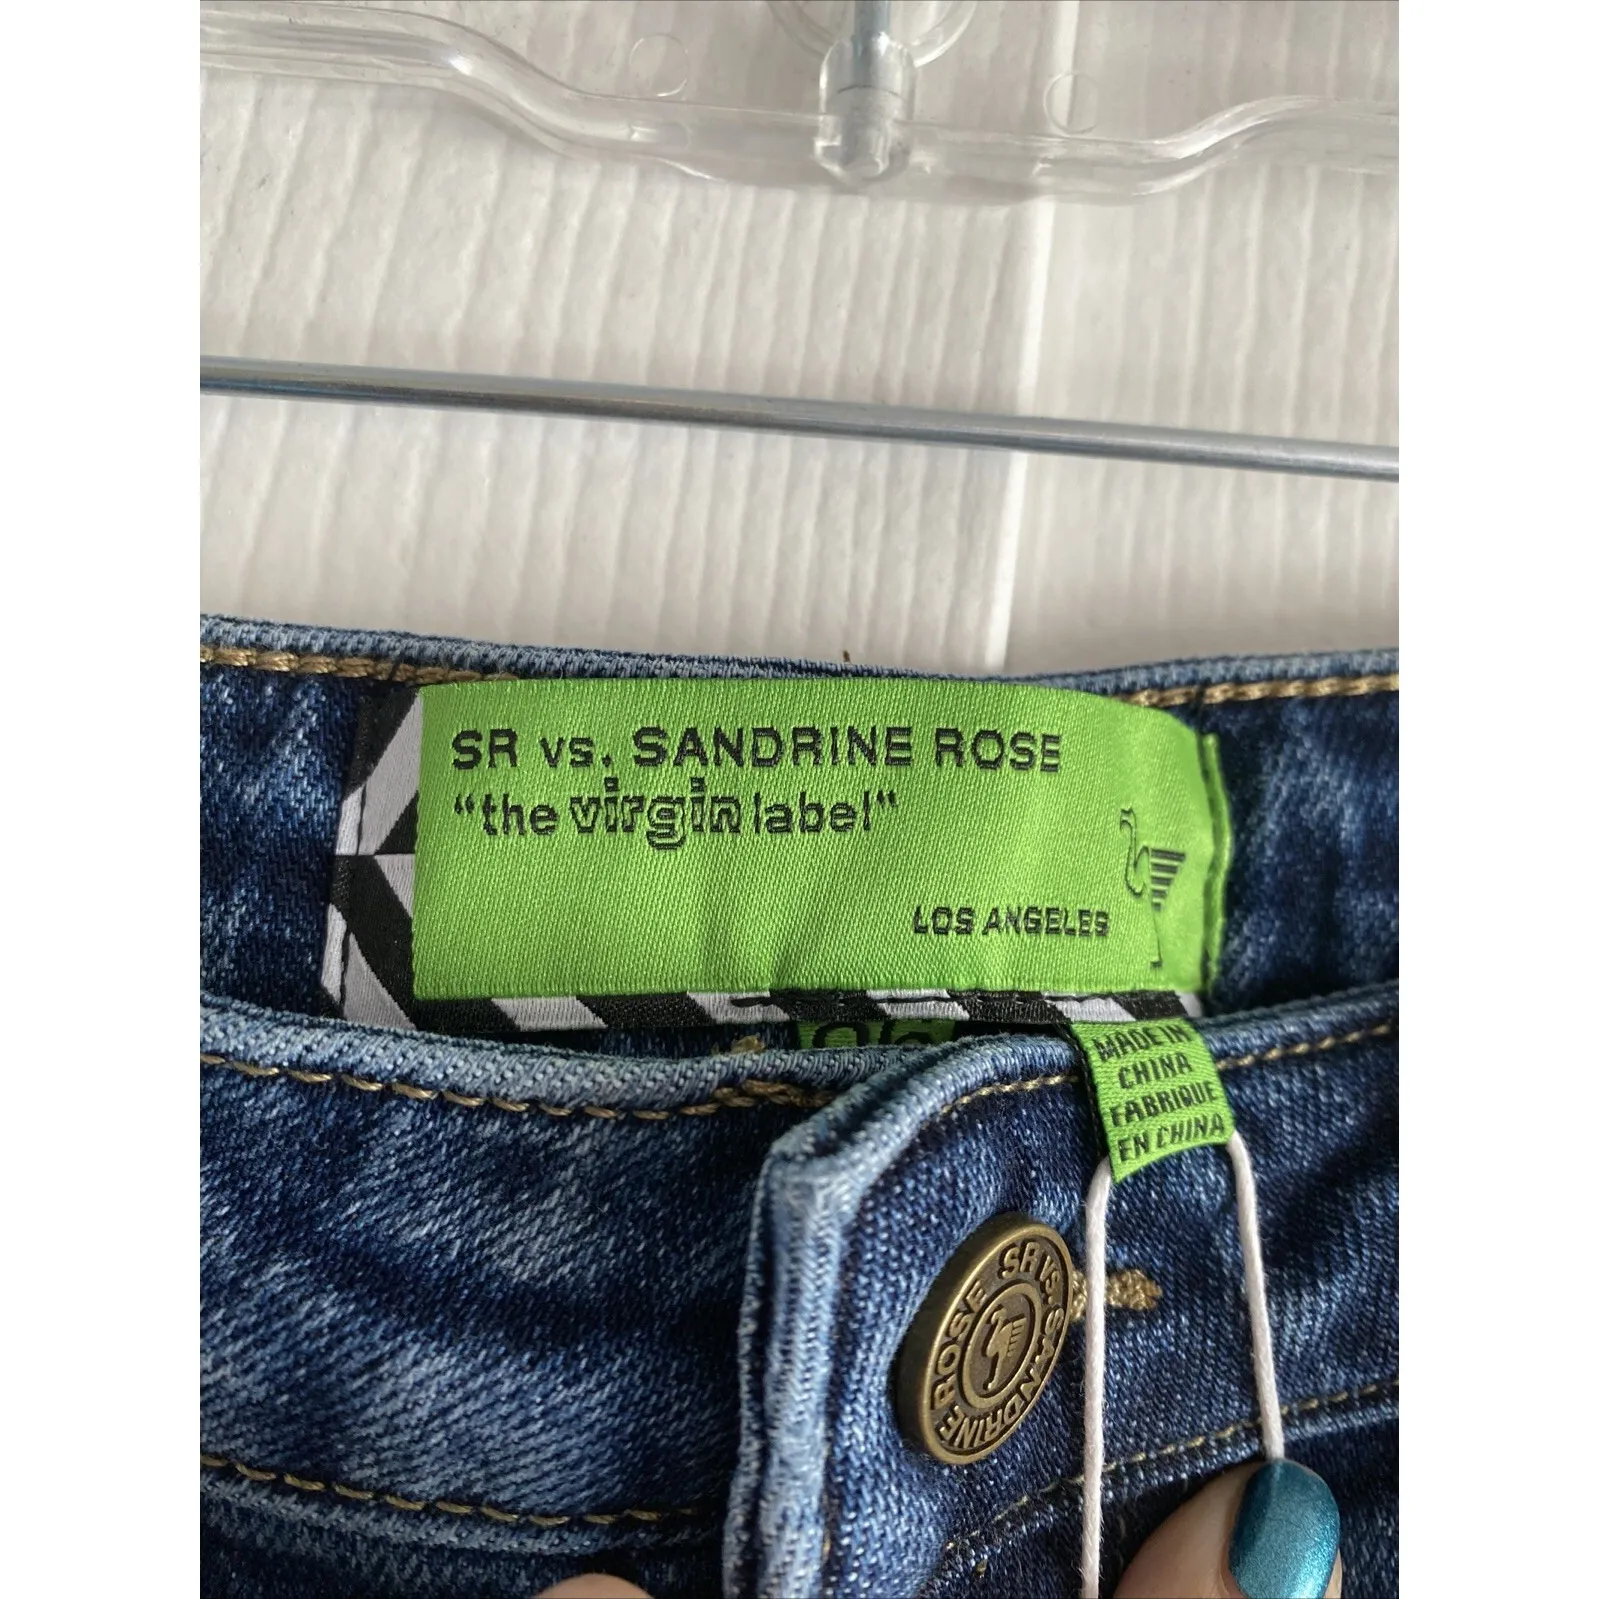 SR vs. SANDRINE ROSE
"the virgin label"
LOS ANGELES
MADE IN
CHINA
FABRIQUE
EN CHINA
SR vs. SANDRINE ROSE